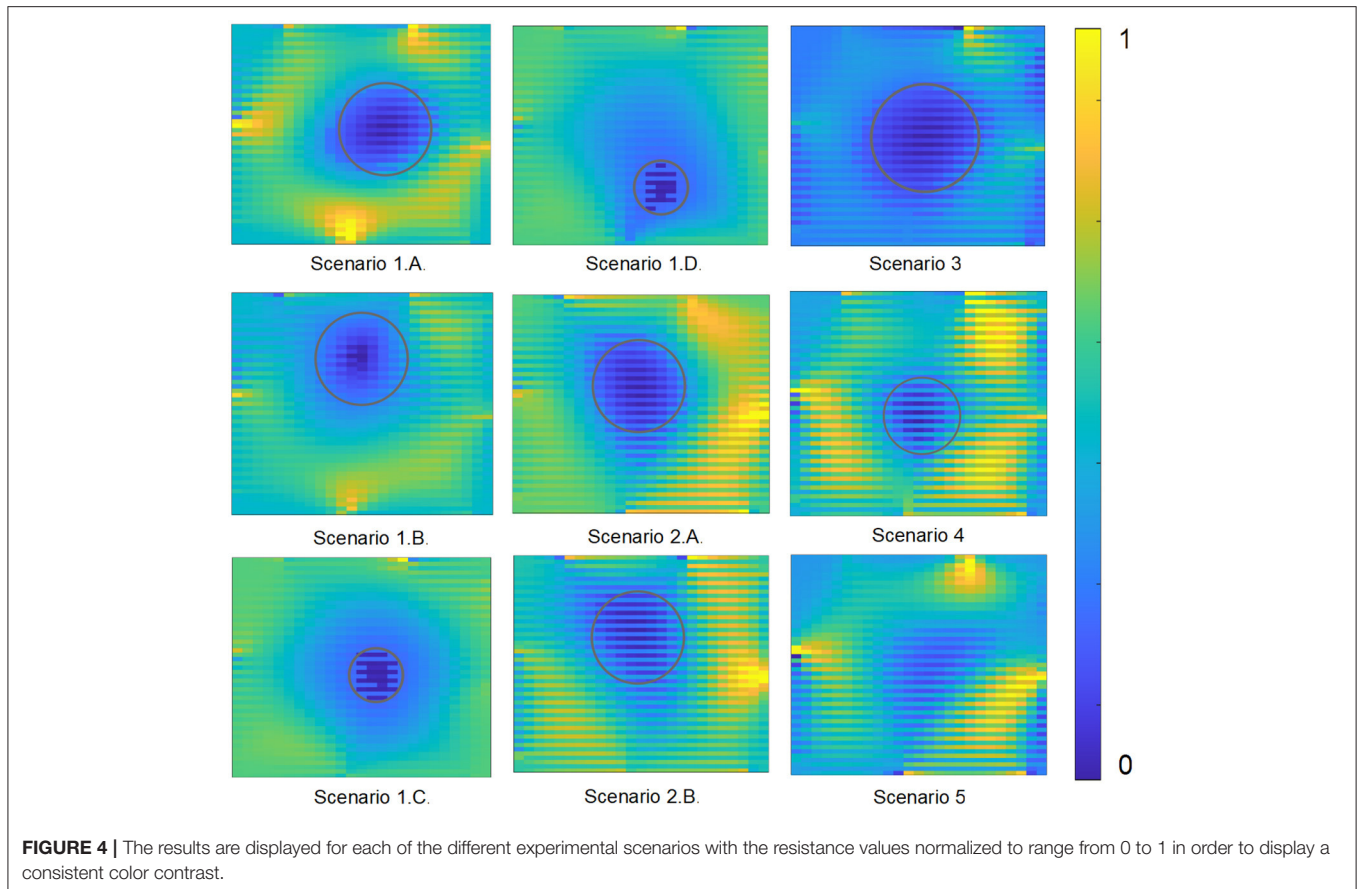 1
Scenario 1.A.
Scenario 1.D.
Scenario 3
Scenario 1.B.
Scenario 2.A.
Scenario 4
Scenario 1.C.
Scenario 2.B.
Scenario 5
0
FIGURE 4 | The results are displayed for each of the different experimental scenarios with the resistance values normalized to range from 0 to 1 in order to display a
consistent color contrast.